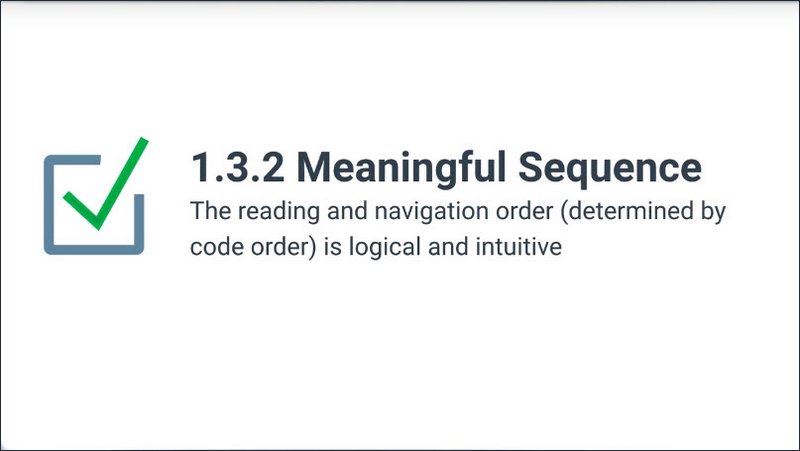 1.3.2 Meaningful Sequence
The reading and navigation order (determined by
code order) is logical and intuitive